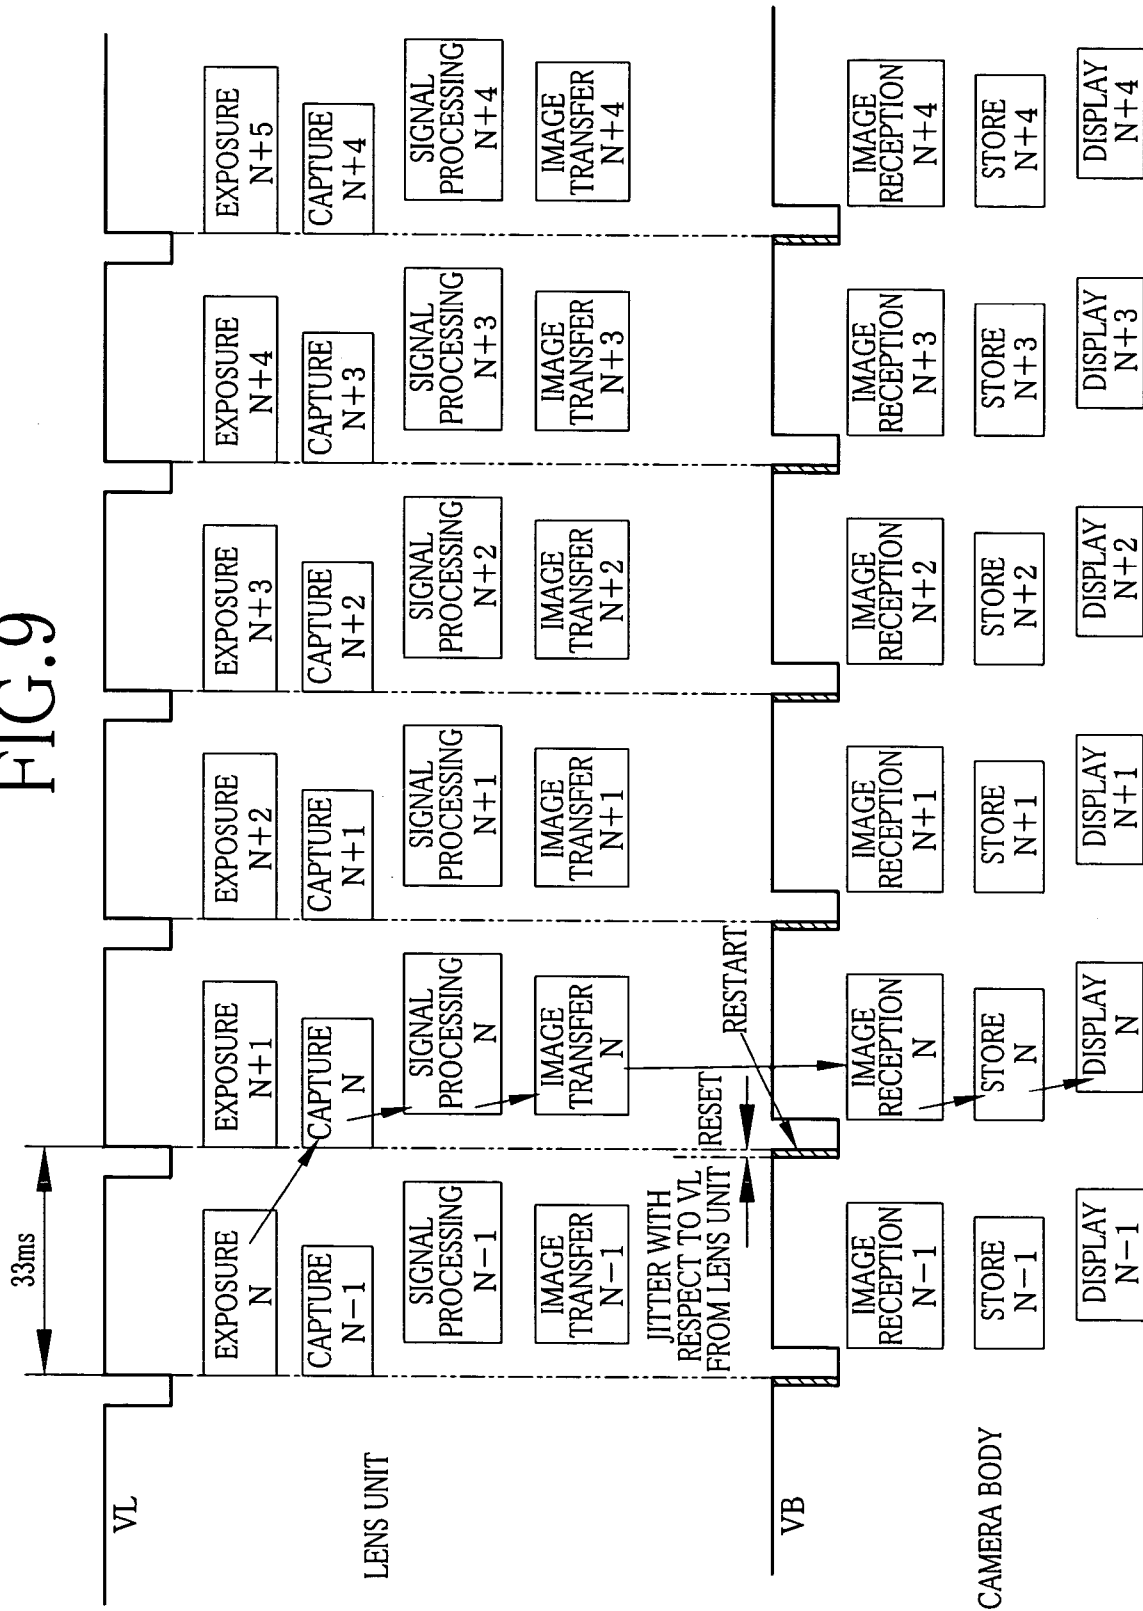 FIG.9
33ms
VL
LENS UNIT
EXPOSURE
N
EXPOSURE
N+1
EXPOSURE
N+2
EXPOSURE
N+3
EXPOSURE
N+4
EXPOSURE
N+5
CAPTURE
N-1
CAPTURE
N
CAPTURE
N+1
CAPTURE
N+2
CAPTURE
N+3
CAPTURE
N+4
SIGNAL
PROCESSING
N-1
SIGNAL
PROCESSING
N
SIGNAL
PROCESSING
N+1
SIGNAL
PROCESSING
N+2
SIGNAL
PROCESSING
N+3
SIGNAL
PROCESSING
N+4
IMAGE
TRANSFER
N-1
IMAGE
TRANSFER
N
IMAGE
TRANSFER
N+1
IMAGE
TRANSFER
N+2
IMAGE
TRANSFER
N+3
IMAGE
TRANSFER
N+4
JITTER WITH
RESPECT TO VL
FROM LENS UNIT
RESET
RESTART
VB
CAMERA BODY
IMAGE
RECEPTION
N-1
IMAGE
RECEPTION
N
IMAGE
RECEPTION
N+1
IMAGE
RECEPTION
N+2
IMAGE
RECEPTION
N+3
IMAGE
RECEPTION
N+4
STORE
N-1
STORE
N
STORE
N+1
STORE
N+2
STORE
N+3
STORE
N+4
DISPLAY
N-1
DISPLAY
N
DISPLAY
N+1
DISPLAY
N+2
DISPLAY
N+3
DISPLAY
N+4